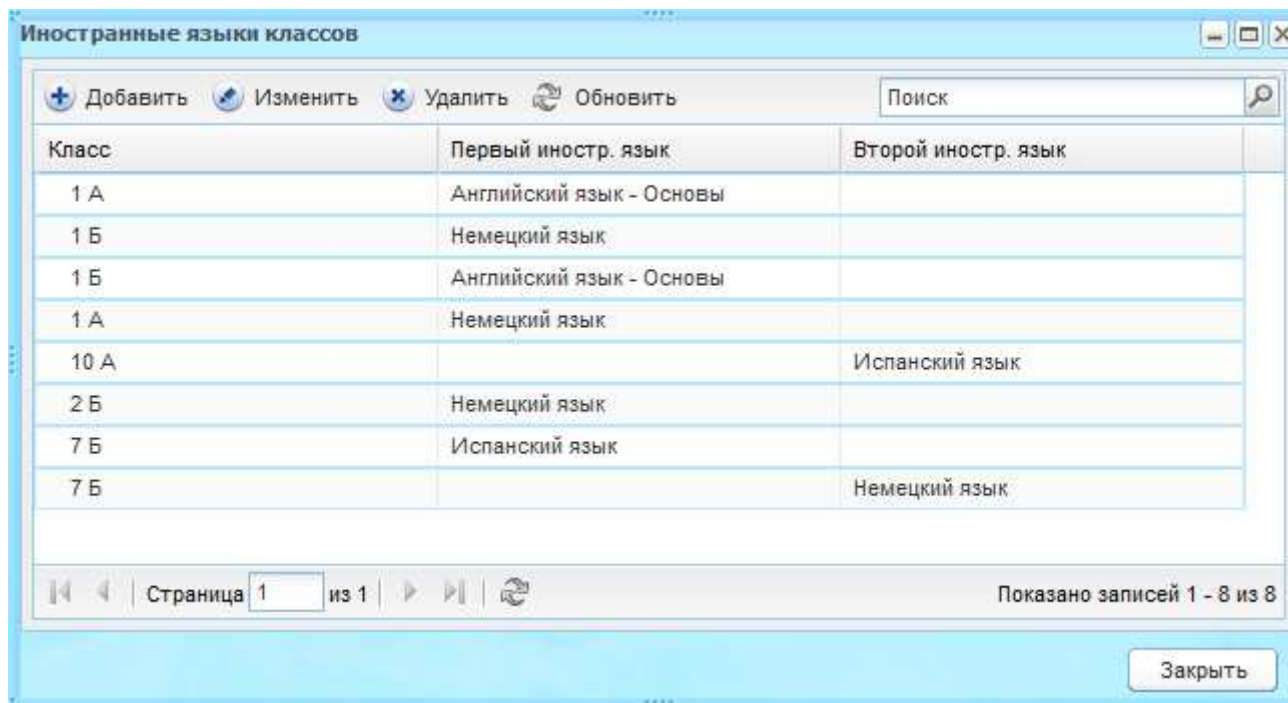 Иностранные языки классов
Добавить Изменить Удалить Обновить Поиск
Класс Первый иностр. язык Второй иностр. язык
1 А Английский язык - Основы
1 Б Немецкий язык
1 Б Английский язык - Основы
1 А Немецкий язык
10 А Испанский язык
2 Б Немецкий язык
7 Б Испанский язык
7 Б Немецкий язык
Страница 1 из 1 Показано записей 1 - 8 из 8
Закрыть